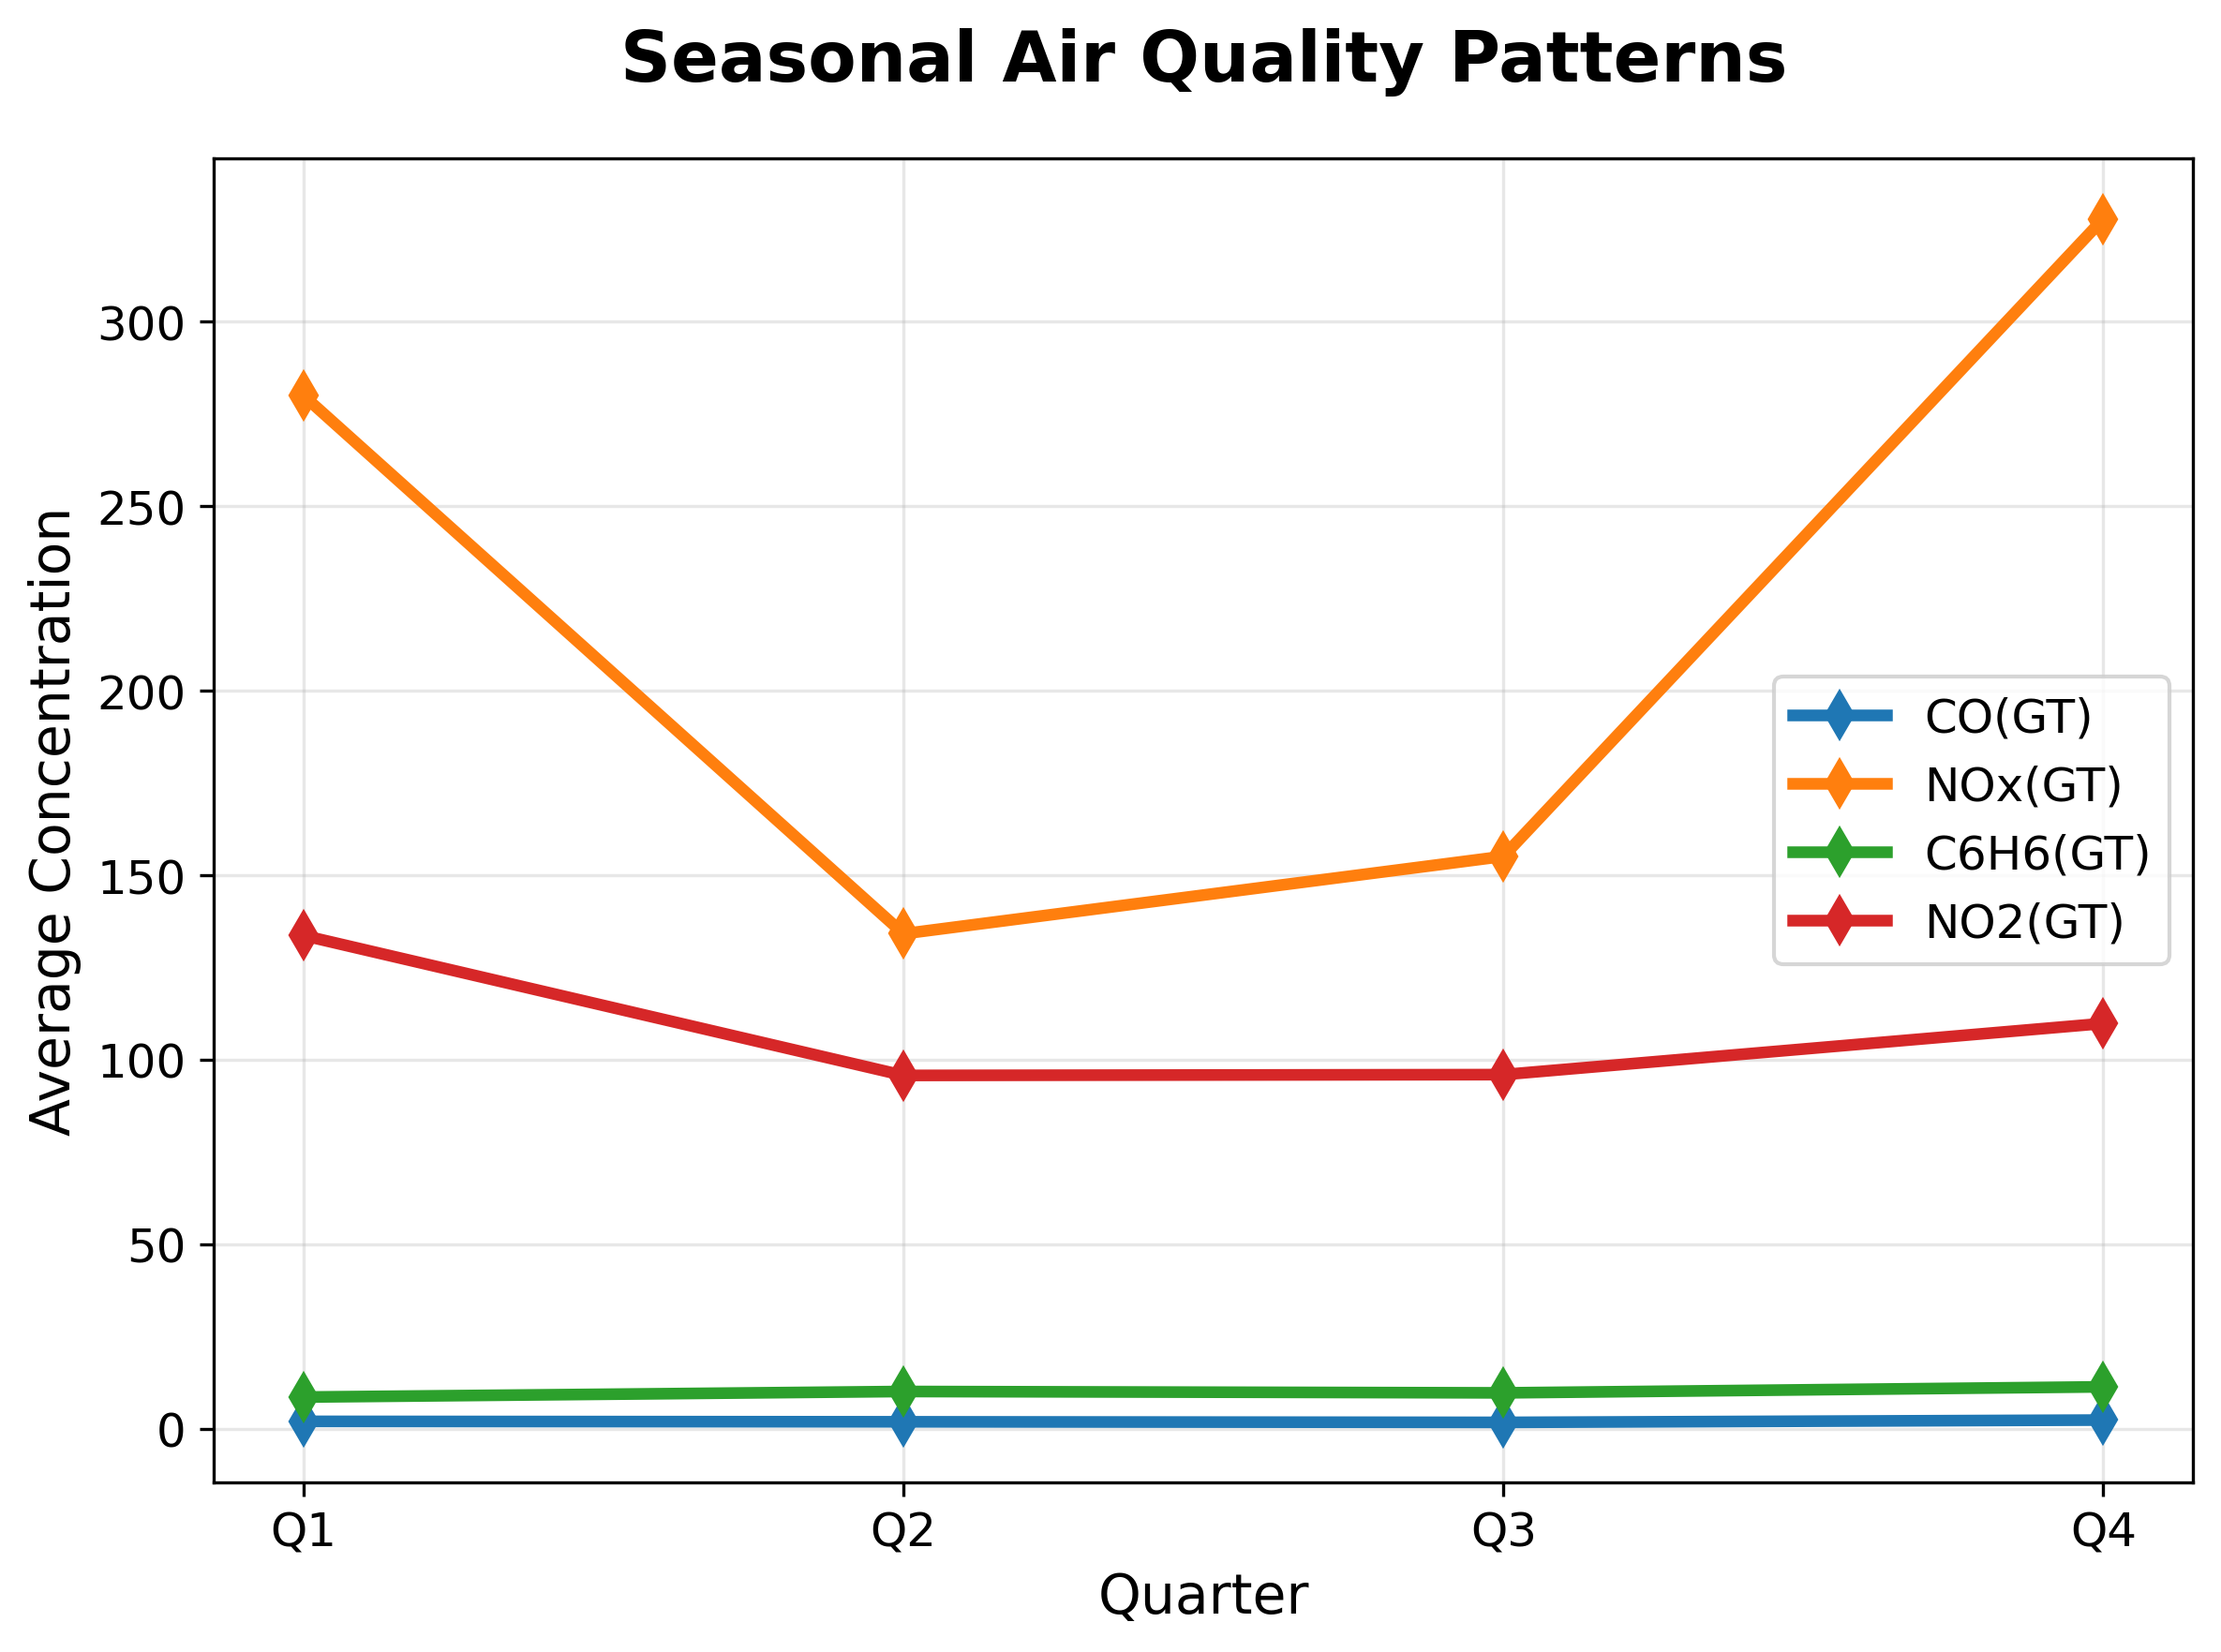 Seasonal Air Quality Patterns
Average Concentration
300
250
200
150
100
50
0
CO(GT)
NOx(GT)
C6H6(GT)
NO2(GT)
Q1 Q2 Q3 Q4
Quarter